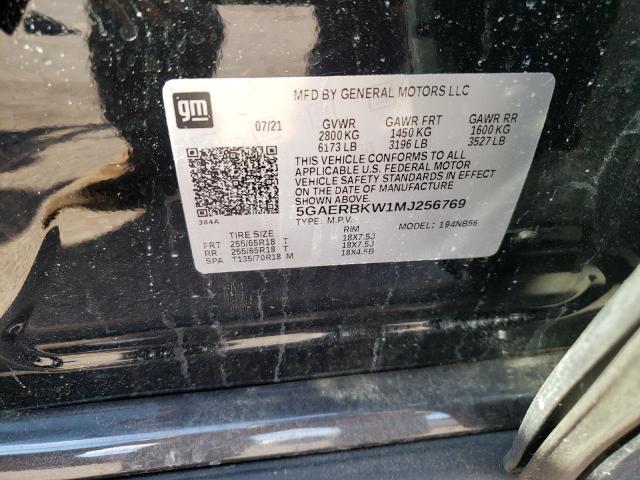 MFD BY GENERAL MOTORS LLC
gm
07/21 GVWR GAWR FRT GAWR RR
2800 KG 1450 KG 1600 KG
6173 LB 3196 LB 3527 LB
THIS VEHICLE CONFORMS TO ALL
APPLICABLE U.S. FEDERAL MOTOR
VEHICLE SAFETY STANDARDS IN EFFECT
ON THE DATE OF MANUFACTURE SHOWN ABOVE.
5GAERBKW1MJ256769
384A
TYPE: M.P.V. MODEL: 194NB56
TIRE SIZE RIM
FRT 255/65R18 T 18X7.5J
RR 255/65R18 T 18X7.5J
SPA T135/70R18 M 18X4.5B